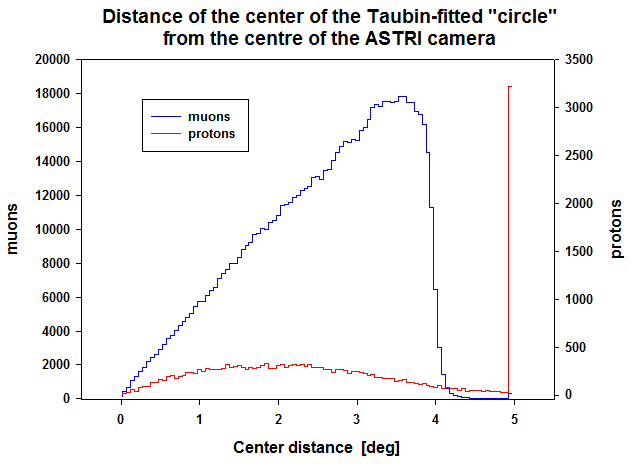 Distance of the center of the Taubin-fitted "circle"
from the centre of the ASTRI camera
20000
18000
16000
14000
12000
10000
8000
6000
4000
2000
0
muons
muons
protons
3500
3000
2500
2000
1500
1000
500
0
protons
0 1 2 3 4 5
Center distance [deg]